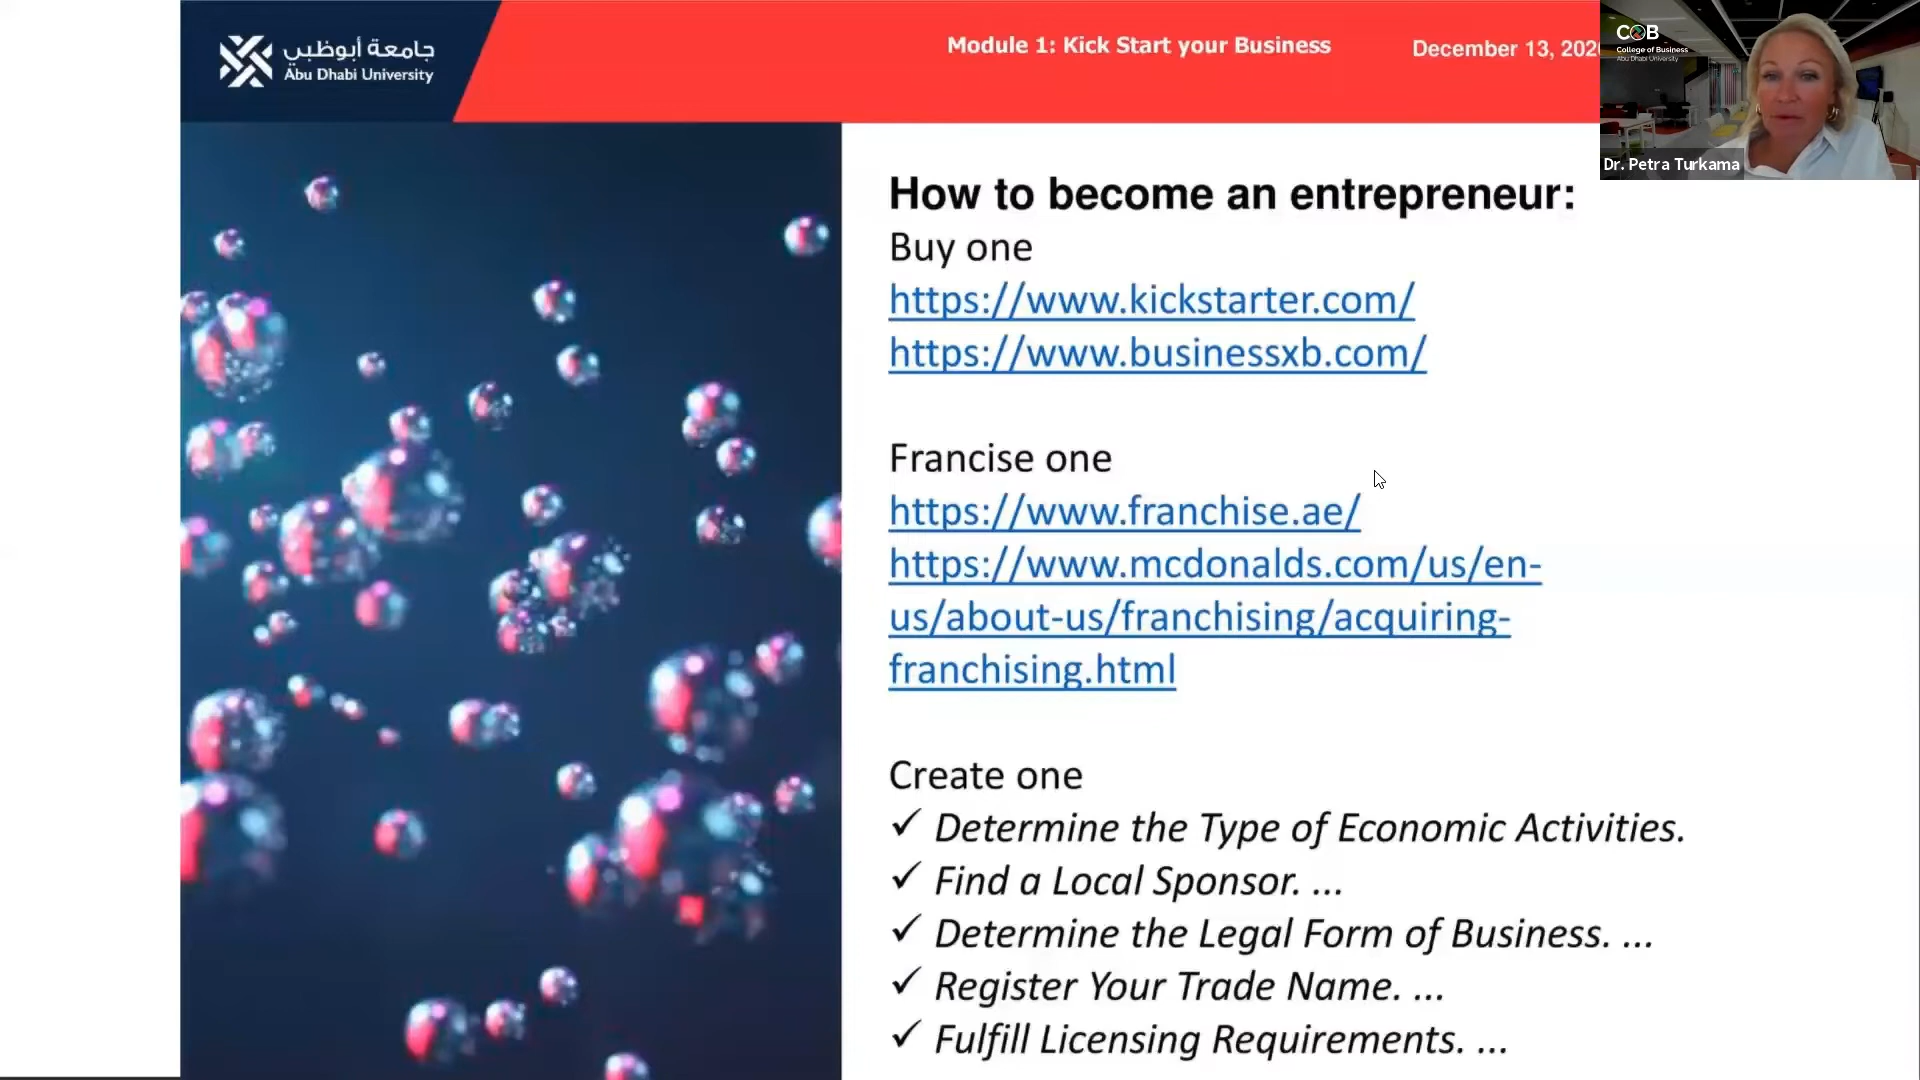 جامعة أبوظبي
Abu Dhabi University
Module 1: Kick Start your Business
December 13, 202
COB
College of Business
Abu Dhabi University
Dr. Petra Turkama
How to become an entrepreneur:
Buy one
https://www.kickstarter.com/
https://www.businessxb.com/
Francise one
https://www.franchise.ae/
https://www.mcdonalds.com/us/en-
us/about-us/franchising/acquiring-
franchising.html
Create one
✓ Determine the Type of Economic Activities.
✓ Find a Local Sponsor. ...
✓ Determine the Legal Form of Business. ...
✓ Register Your Trade Name. ...
✓ Fulfill Licensing Requirements. ...